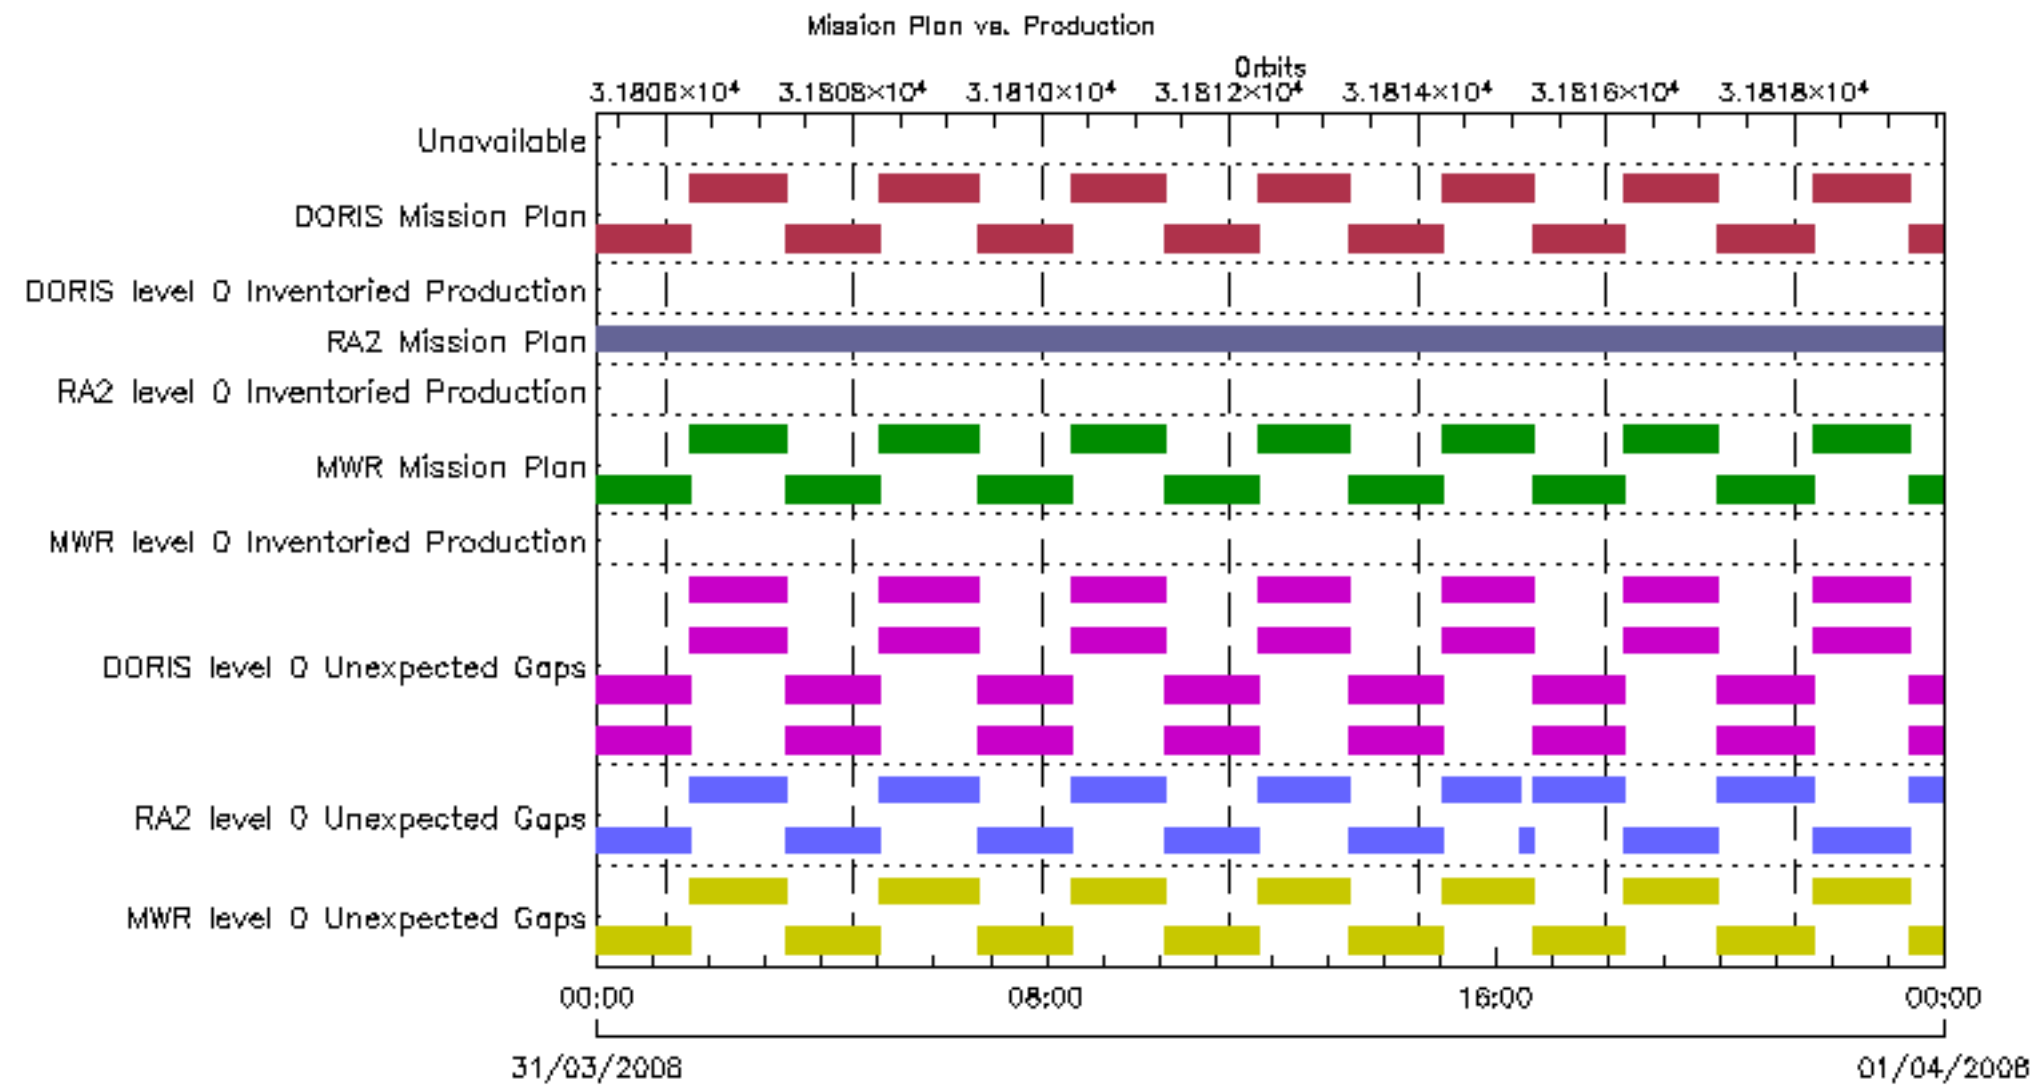 Mission Plan vs. Production
Orbits
3.1806×10⁴ 3.1808×10⁴ 3.1810×10⁴ 3.1812×10⁴ 3.1814×10⁴ 3.1816×10⁴ 3.1818×10⁴
Unavailable
DORIS Mission Plan
DORIS level 0 Inventoried Production
RA2 Mission Plan
RA2 level 0 Inventoried Production
MWR Mission Plan
MWR level 0 Inventoried Production
DORIS level 0 Unexpected Gaps
RA2 level 0 Unexpected Gaps
MWR level 0 Unexpected Gaps
00:00 08:00 16:00 00:00
31/03/2008 01/04/2008